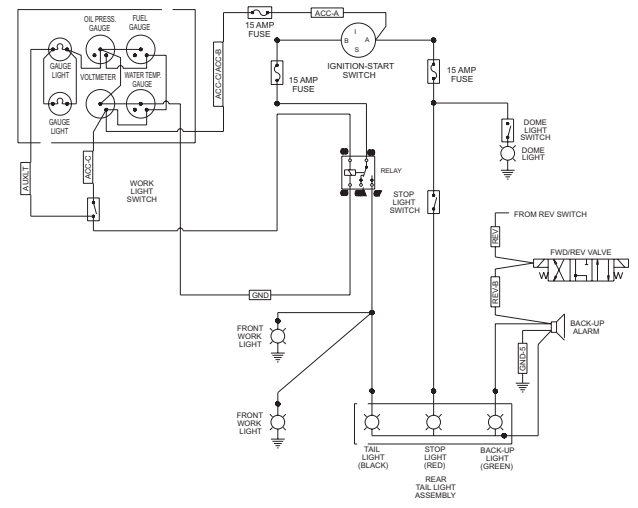 OIL PRESS.
GAUGE
FUEL
GAUGE
GAUGE
LIGHT
VOLTMETER
WATER TEMP.
GAUGE
GAUGE
LIGHT
15 AMP
FUSE
ACC-A
ACC-C/ACC-B
I
B
A
S
IGNITION-START
SWITCH
15 AMP
FUSE
15 AMP
FUSE
DOME
LIGHT
SWITCH
DOME
LIGHT
AUXLT
ACC-C
WORK
LIGHT
SWITCH
RELAY
STOP
LIGHT
SWITCH
FROM REV SWITCH
REV
FWD/REV VALVE
REV-B
GND
BACK-UP
ALARM
GND-5
FRONT
WORK
LIGHT
FRONT
WORK
LIGHT
TAIL
LIGHT
(BLACK)
STOP
LIGHT
(RED)
BACK-UP
LIGHT
(GREEN)
REAR
TAIL LIGHT
ASSEMBLY